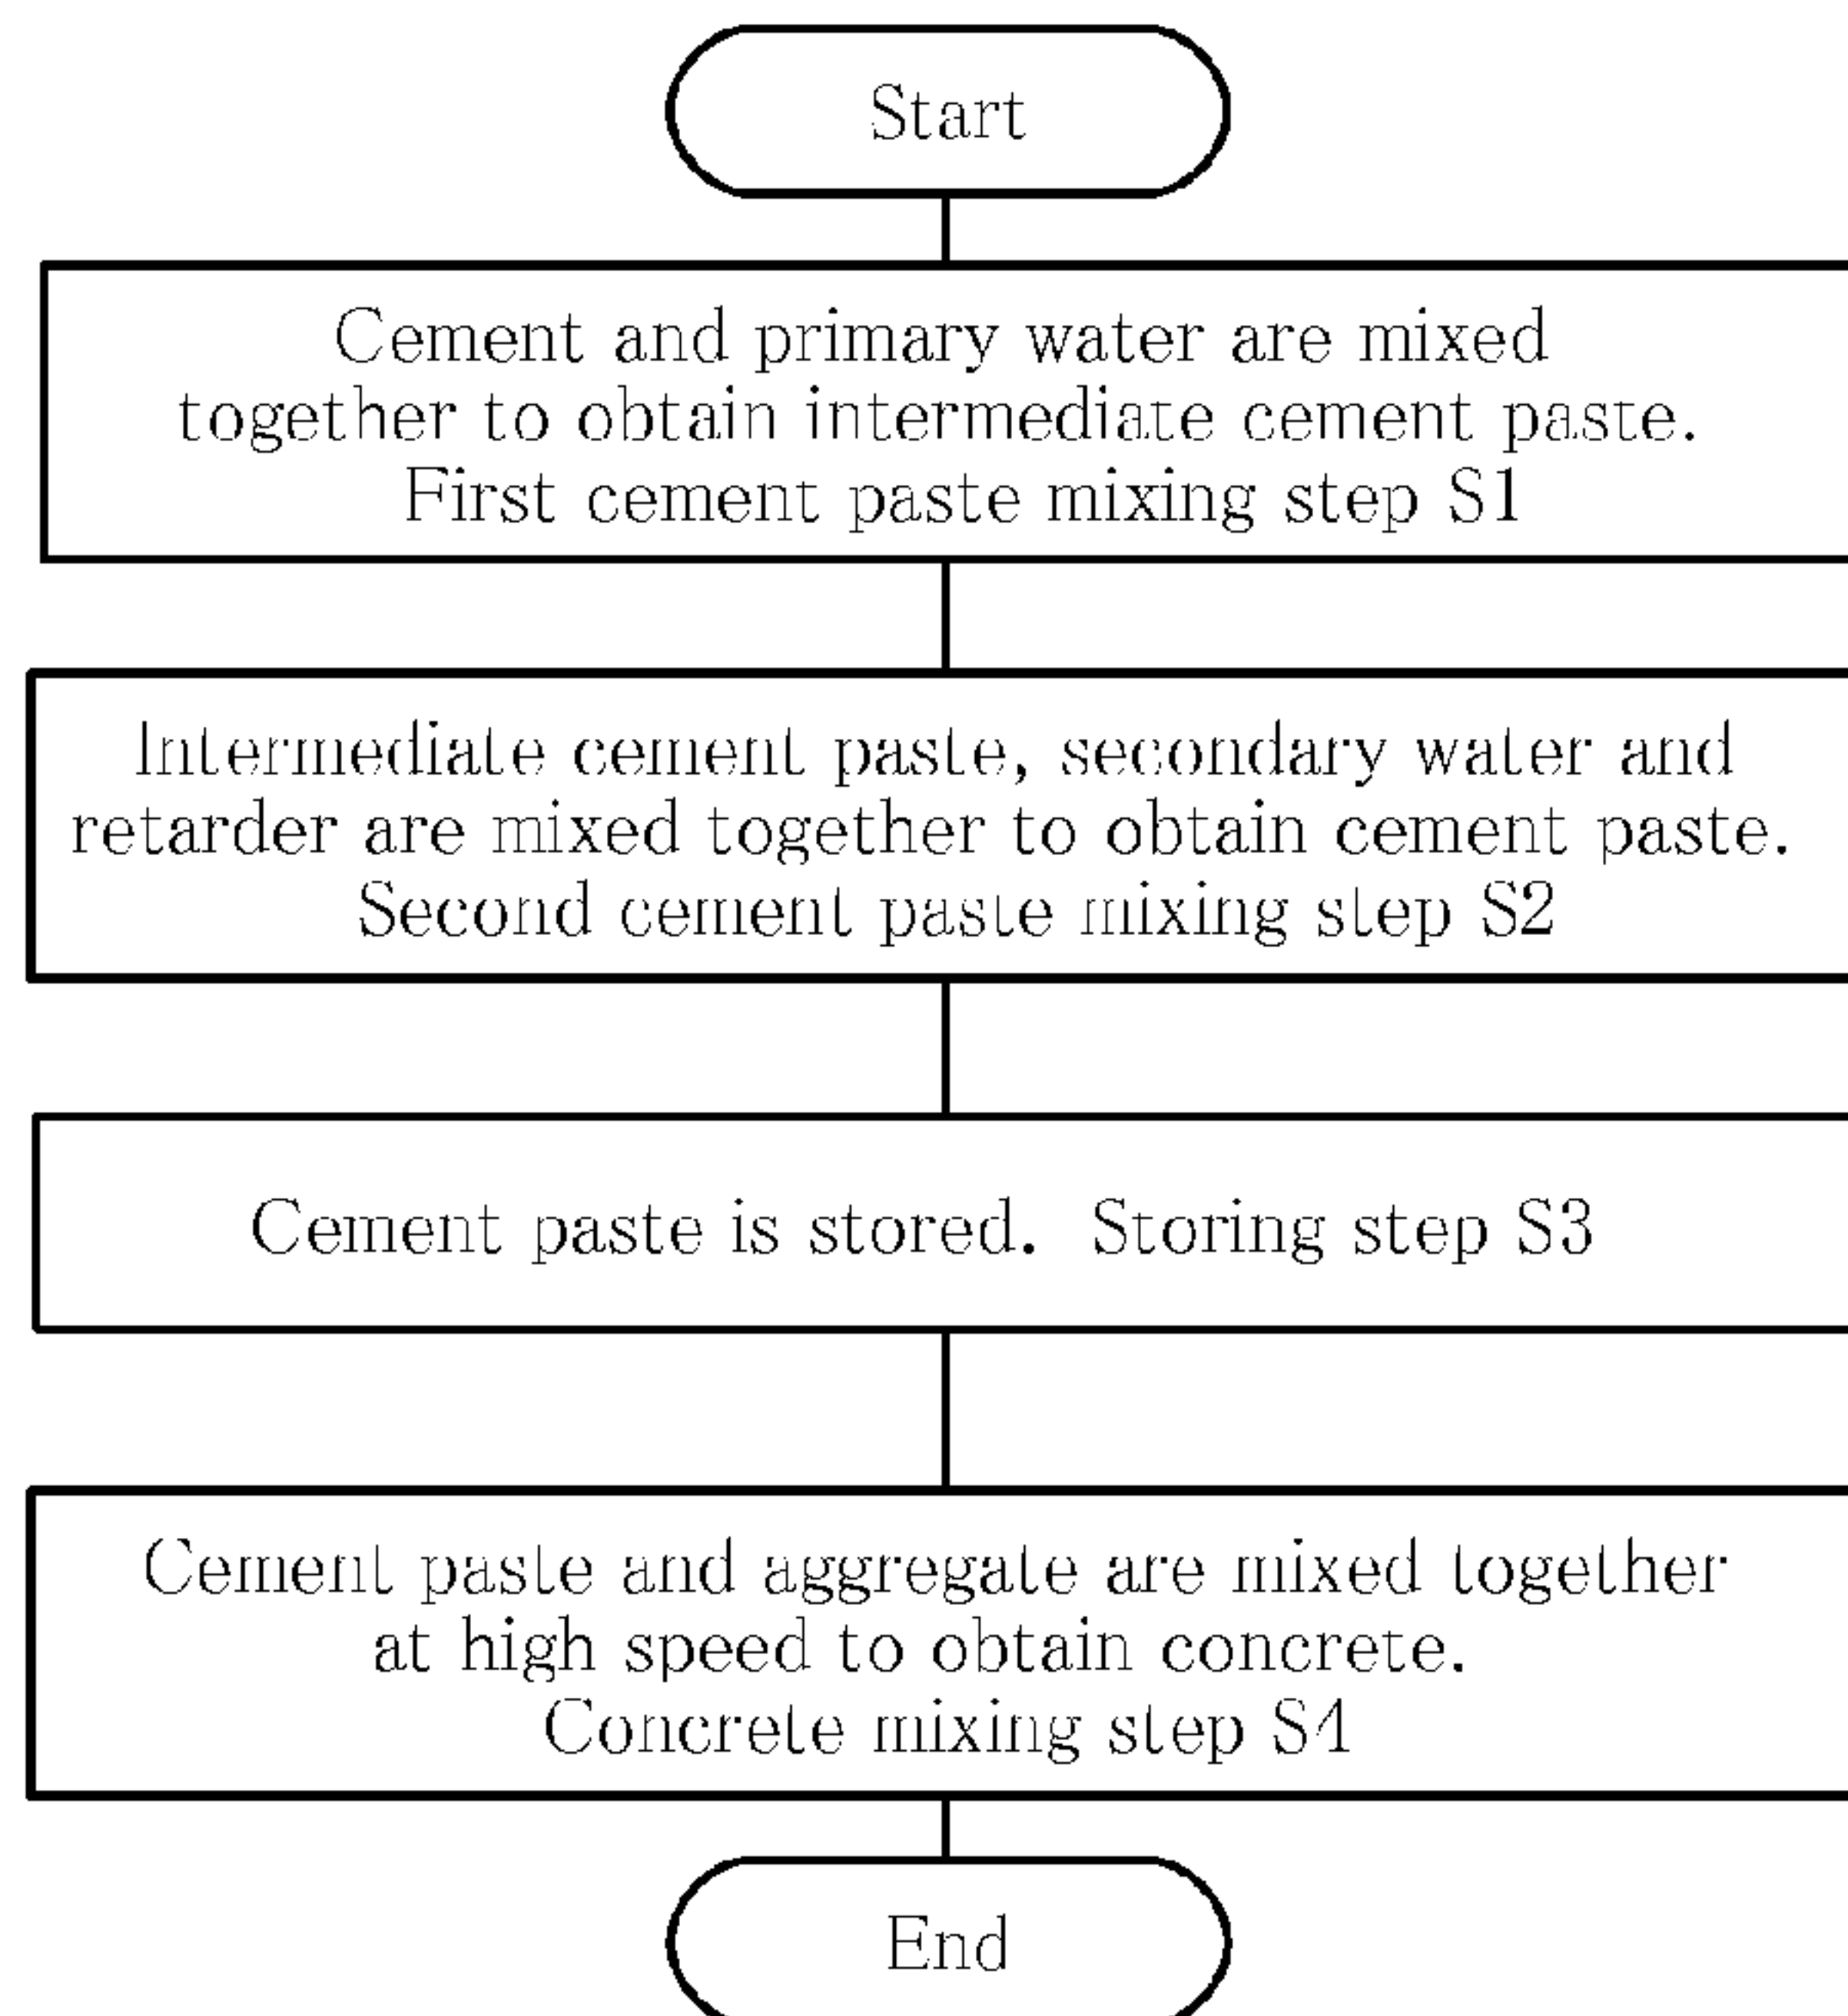 Start
Cement and primary water are mixed
together to obtain intermediate cement paste.
First cement paste mixing step S1
Intermediate cement paste, secondary water and
retarder are mixed together to obtain cement paste.
Second cement paste mixing step S2
Cement paste is stored. Storing step S3
Cement paste and aggregate are mixed together
at high speed to obtain concrete.
Concrete mixing step S4
End